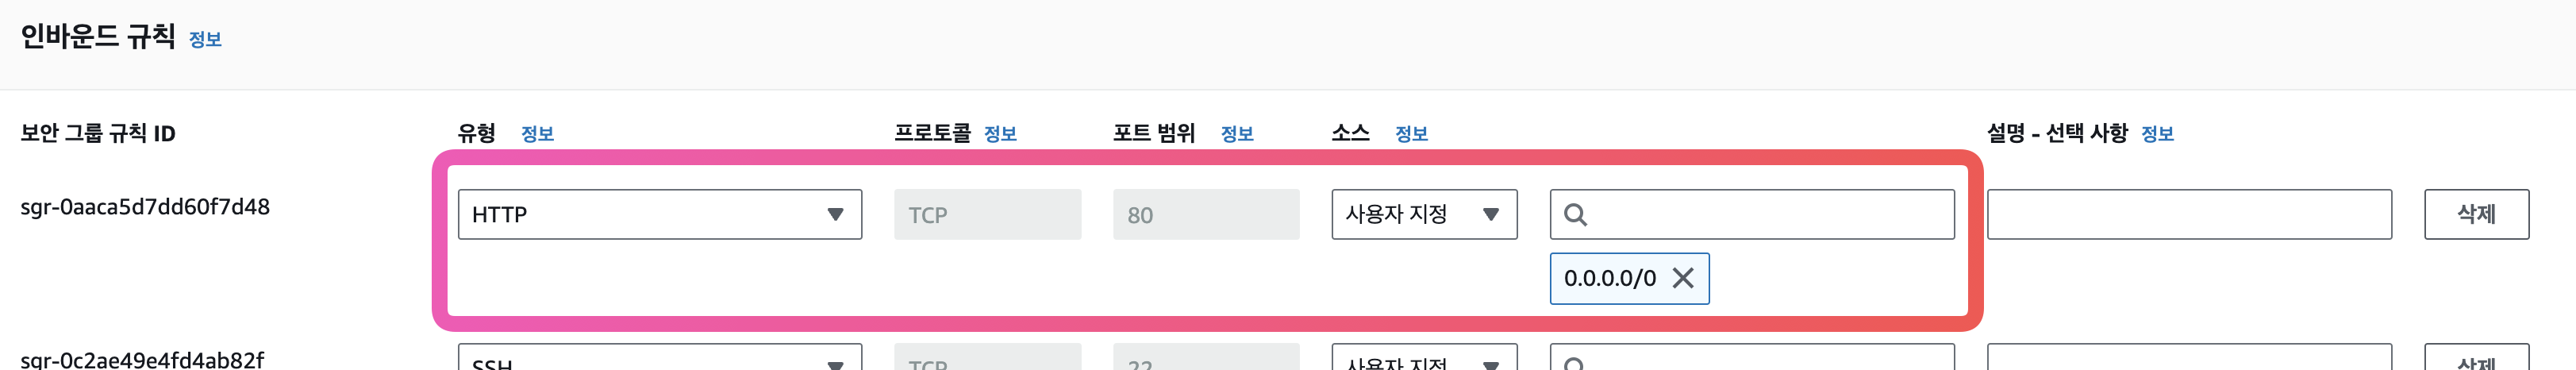 인바운드 규칙 정보
보안 그룹 규칙 ID 유형 정보 프로토콜 정보 포트 범위 정보 소스 정보 설명 - 선택 사항 정보
sgr-0aaca5d7dd60f7d48 HTTP TCP 80 사용자 지정 삭제
0.0.0.0/0
sgr-0c2ae49e4fd4ab82f SSH TCP 22 사용자 지정 삭제